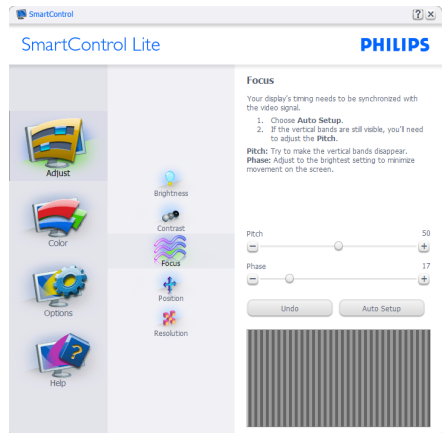 SmartControl
SmartControl Lite
PHILIPS
Adjust
Color
Options
Help
Brightness
Contrast
Focus
Position
Resolution
Focus
Your display's timing needs to be synchronized with
the video signal.
1. Choose Auto Setup.
2. If the vertical bands are still visible, you'll need
to adjust the Pitch.
Pitch: Try to make the vertical bands disappear.
Phase: Adjust to the brightest setting to minimize
movement on the screen.
Pitch 50
Phase 17
Undo Auto Setup